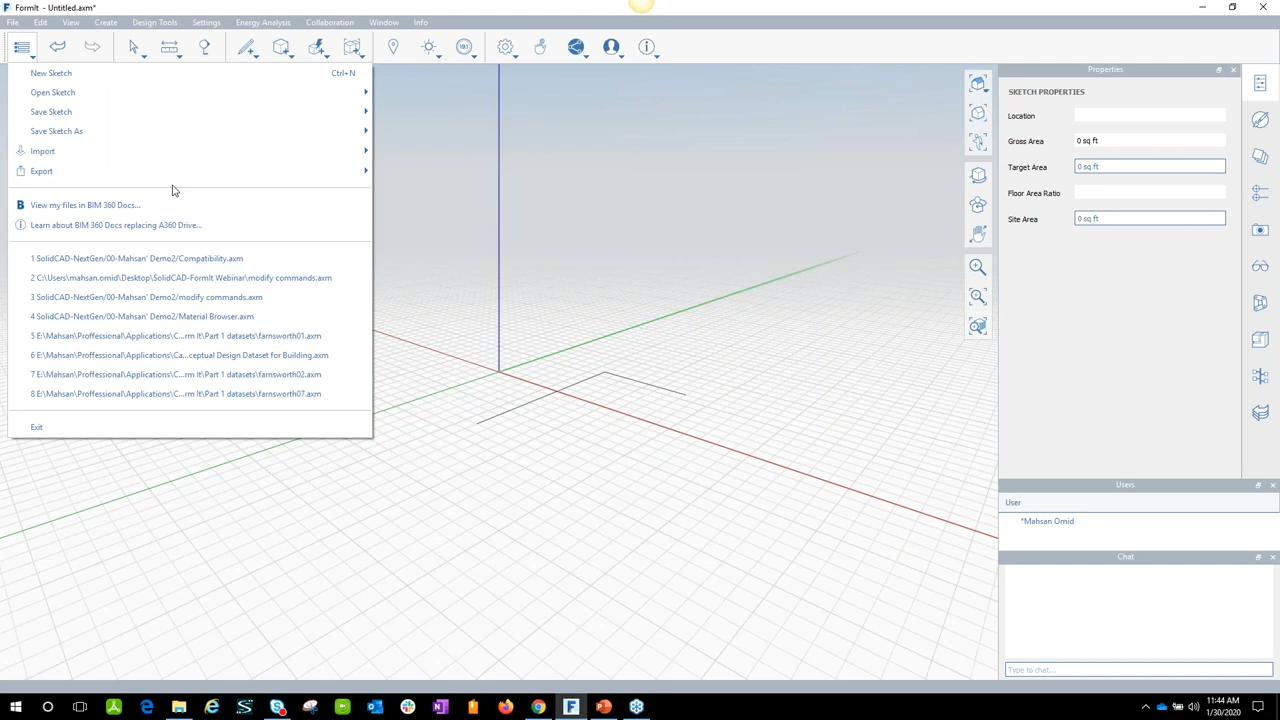 FormIt - Untitled.axm*
File Edit View Create Design Tools Settings Energy Analysis Collaboration Window Info
New Sketch Ctrl+N
Open Sketch
Save Sketch
Save Sketch As
Import
Export
View my files in BIM 360 Docs...
Learn about BIM 360 Docs replacing A360 Drive...
1 SolidCAD-NextGen/00-Mahsan' Demo2/Compatibility.axm
2 C:\Users\mahsan.omid\Desktop\SolidCAD-FormIt Webinar\modify commands.axm
3 SolidCAD-NextGen/00-Mahsan' Demo2/modify commands.axm
4 SolidCAD-NextGen/00-Mahsan' Demo2/Material Browser.axm
5 E:\Mahsan\Proffessional\Applications\C...rm It\Part 1 datasets\farnsworth01.axm
6 E:\Mahsan\Proffessional\Applications\Ca...ceptual Design Dataset for Building.axm
7 E:\Mahsan\Proffessional\Applications\C...rm It\Part 1 datasets\farnsworth02.axm
8 E:\Mahsan\Proffessional\Applications\C...rm It\Part 1 datasets\farnsworth07.axm
Exit
Properties
SKETCH PROPERTIES
Location
Gross Area 0 sq ft
Target Area 0 sq ft
Floor Area Ratio
Site Area 0 sq ft
Users
User
*Mahsan Omid
Chat
Type to chat...
11:44 AM
1/30/2020